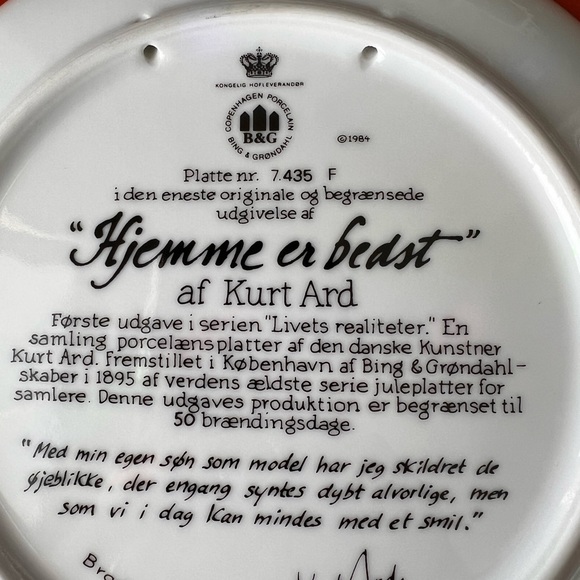 KONGELIG HOFLEVERANDØR
COPENHAGEN PORCELAIN
B&G
BING & GRØNDAHL
©1984
Platte nr. 7.435 F
i den eneste originale og begrænsede
udgivelse af
"Hjemme er bedst"
af Kurt Ard
Første udgave i serien "Livets realiteter." En
samling porcelænsplatter af den danske Kunstner
Kurt Ard. Fremstillet i København af Bing & Grøndahl-
skaber i 1895 af verdens ældste serie juleplatter for
samlere. Denne udgaves produktion er begrænset til
50 brændingsdage.
"Med min egen søn som model har jeg skildret de
øjeblikke, der engang syntes dybt alvorlige, men
som vi i dag kan mindes med et smil."